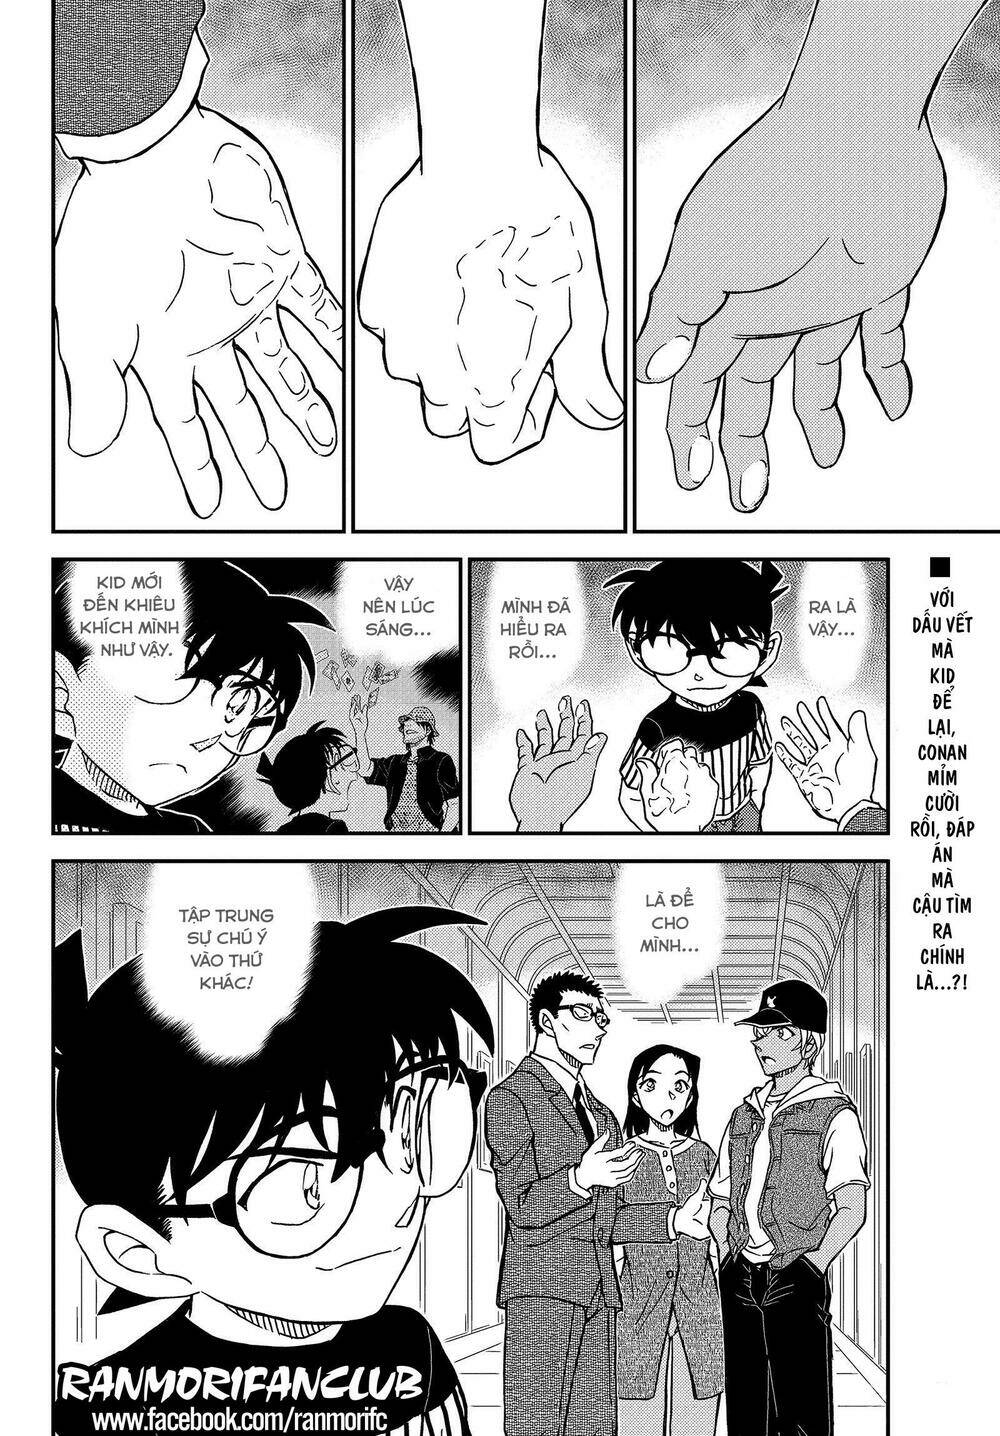 RA LÀ
VẬY...
MÌNH ĐÃ
HIỂU RA
RỒI...
VẬY
NÊN LÚC
SÁNG...
KID MỚI
ĐẾN KHIÊU
KHÍCH MÌNH
NHƯ VẬY.
LÀ ĐỂ
CHO
MÌNH...
TẬP TRUNG
SỰ CHÚ Ý
VÀO THỨ
KHÁC!
VỚI
DẤU VẾT
MÀ
KID
ĐỂ
LẠI,
CONAN
MỈM
CƯỜI
RỒI, ĐÁP
ÁN
MÀ
CẬU TÌM
RA
CHÍNH
LÀ...?!
RANMORIFANCLUB
www.facebook.com/ranmorifc